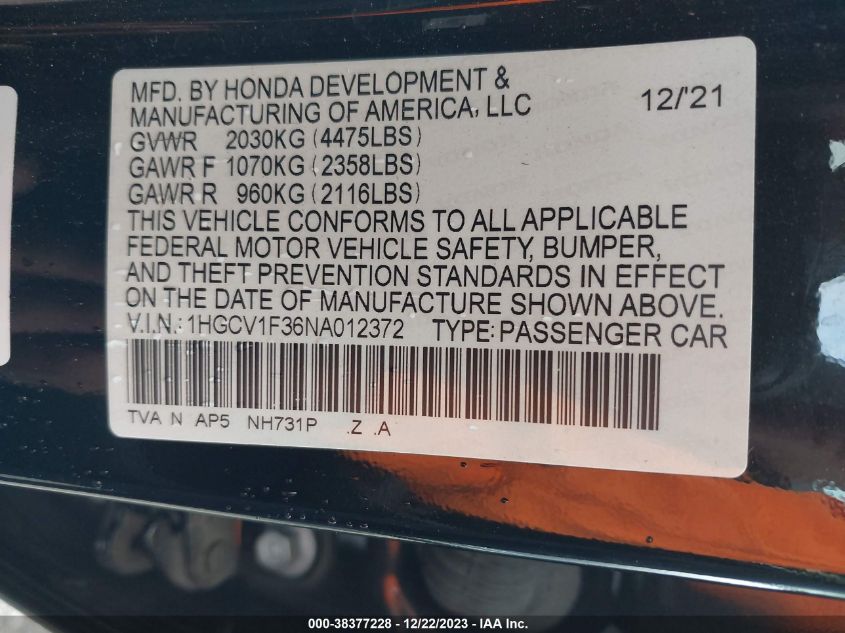 MFD. BY HONDA DEVELOPMENT &
MANUFACTURING OF AMERICA, LLC 12/'21
GVWR 2030KG (4475LBS)
GAWR F 1070KG (2358LBS)
GAWR R 960KG (2116LBS)
THIS VEHICLE CONFORMS TO ALL APPLICABLE
FEDERAL MOTOR VEHICLE SAFETY, BUMPER,
AND THEFT PREVENTION STANDARDS IN EFFECT
ON THE DATE OF MANUFACTURE SHOWN ABOVE.
V.I.N.: 1HGCV1F36NA012372 TYPE: PASSENGER CAR
TVA N AP5 NH731P .Z .A
000-38377228 - 12/22/2023 - IAA Inc.